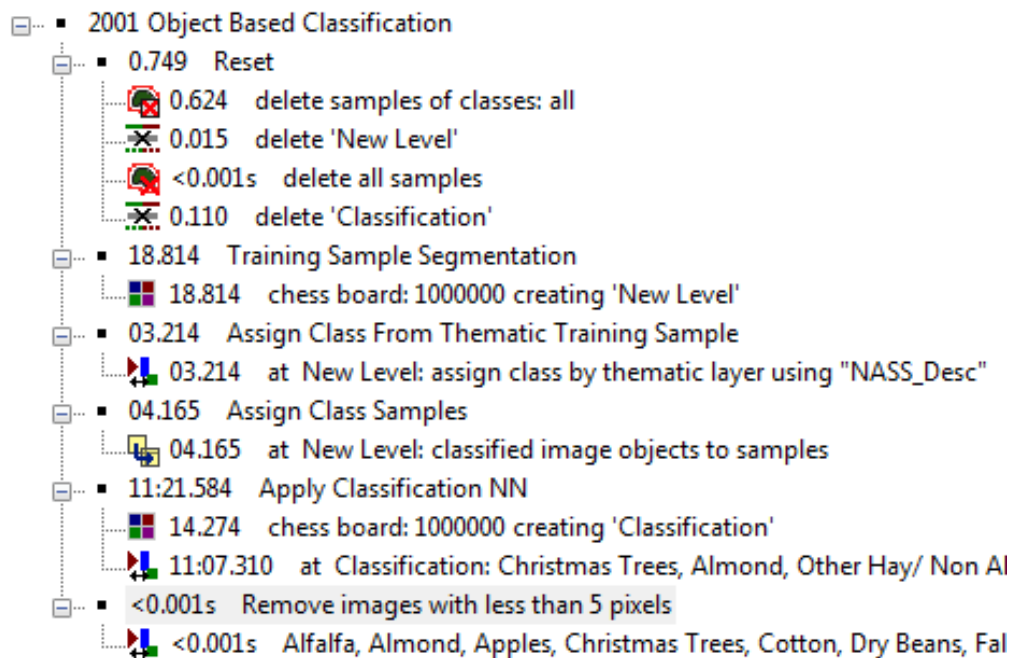 2001 Object Based Classification
0.749 Reset
0.624 delete samples of classes: all
0.015 delete 'New Level'
<0.001s delete all samples
0.110 delete 'Classification'
18.814 Training Sample Segmentation
18.814 chess board: 1000000 creating 'New Level'
03.214 Assign Class From Thematic Training Sample
03.214 at New Level: assign class by thematic layer using "NASS_Desc"
04.165 Assign Class Samples
04.165 at New Level: classified image objects to samples
11:21.584 Apply Classification NN
14.274 chess board: 1000000 creating 'Classification'
11:07.310 at Classification: Christmas Trees, Almond, Other Hay/ Non Al
<0.001s Remove images with less than 5 pixels
<0.001s Alfalfa, Almond, Apples, Christmas Trees, Cotton, Dry Beans, Fal